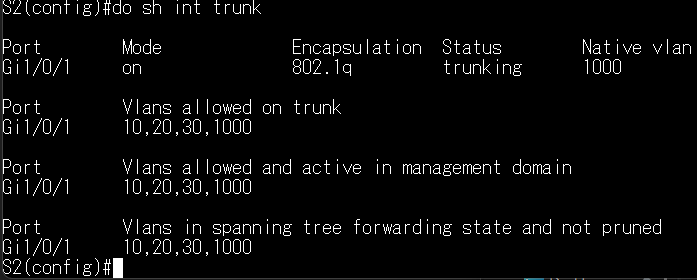 S2(config)#do sh int trunk
Port Mode Encapsulation Status Native vlan
Gi1/0/1 on 802.1q trunking 1000
Port Vlans allowed on trunk
Gi1/0/1 10,20,30,1000
Port Vlans allowed and active in management domain
Gi1/0/1 10,20,30,1000
Port Vlans in spanning tree forwarding state and not pruned
Gi1/0/1 10,20,30,1000
S2(config)#